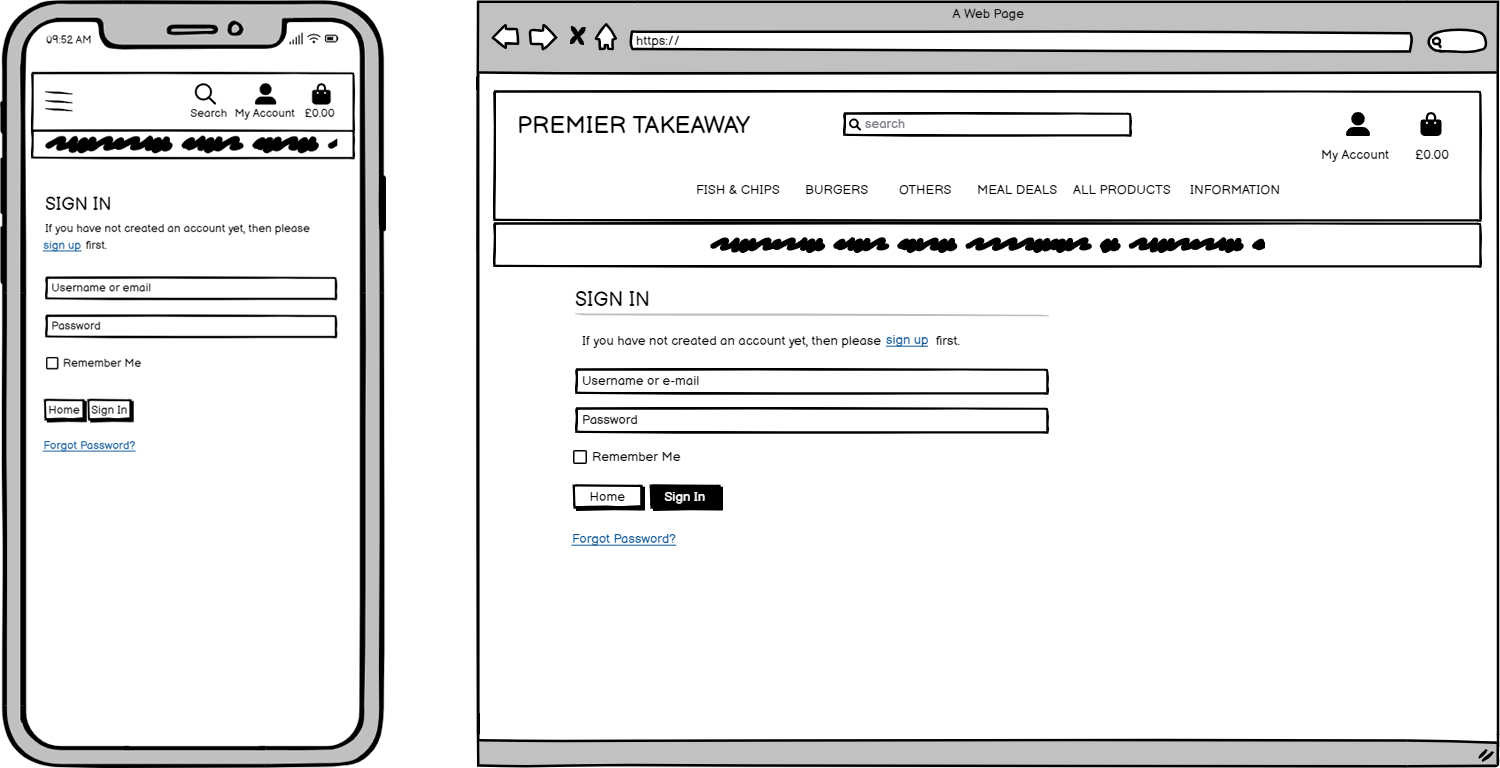 09:52 AM
Search My Account £0.00
SIGN IN
If you have not created an account yet, then please
sign up first.
Username or email
Password
Remember Me
Home Sign In
Forgot Password?
A Web Page
https://
PREMIER TAKEAWAY
search
My Account £0.00
FISH & CHIPS BURGERS OTHERS MEAL DEALS ALL PRODUCTS INFORMATION
SIGN IN
If you have not created an account yet, then please sign up first.
Username or e-mail
Password
Remember Me
Home Sign In
Forgot Password?